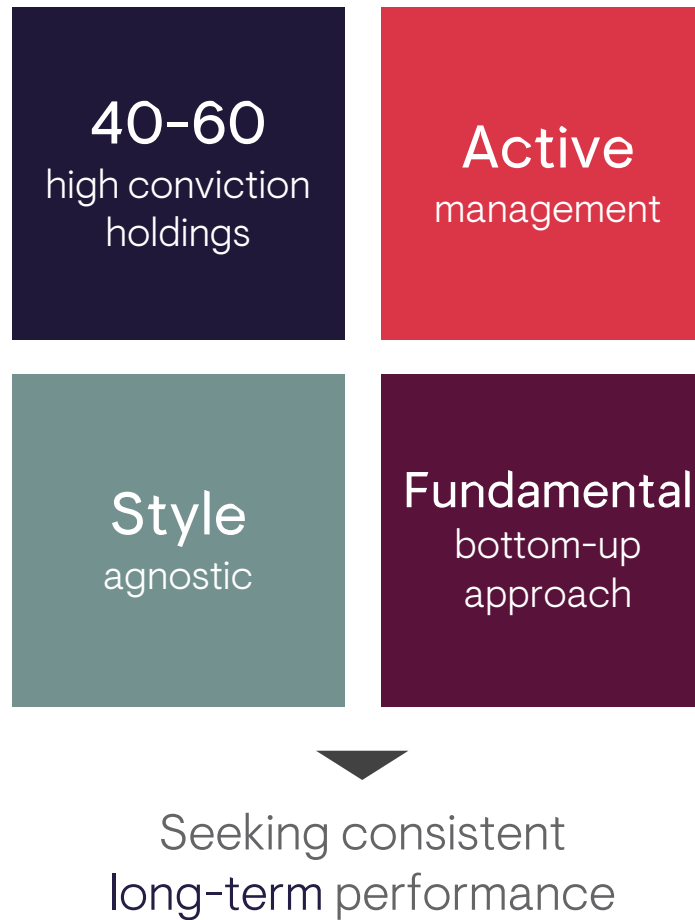 40-60
high conviction
holdings
Active
management
Style
agnostic
Fundamental
bottom-up
approach
Seeking consistent
long-term performance